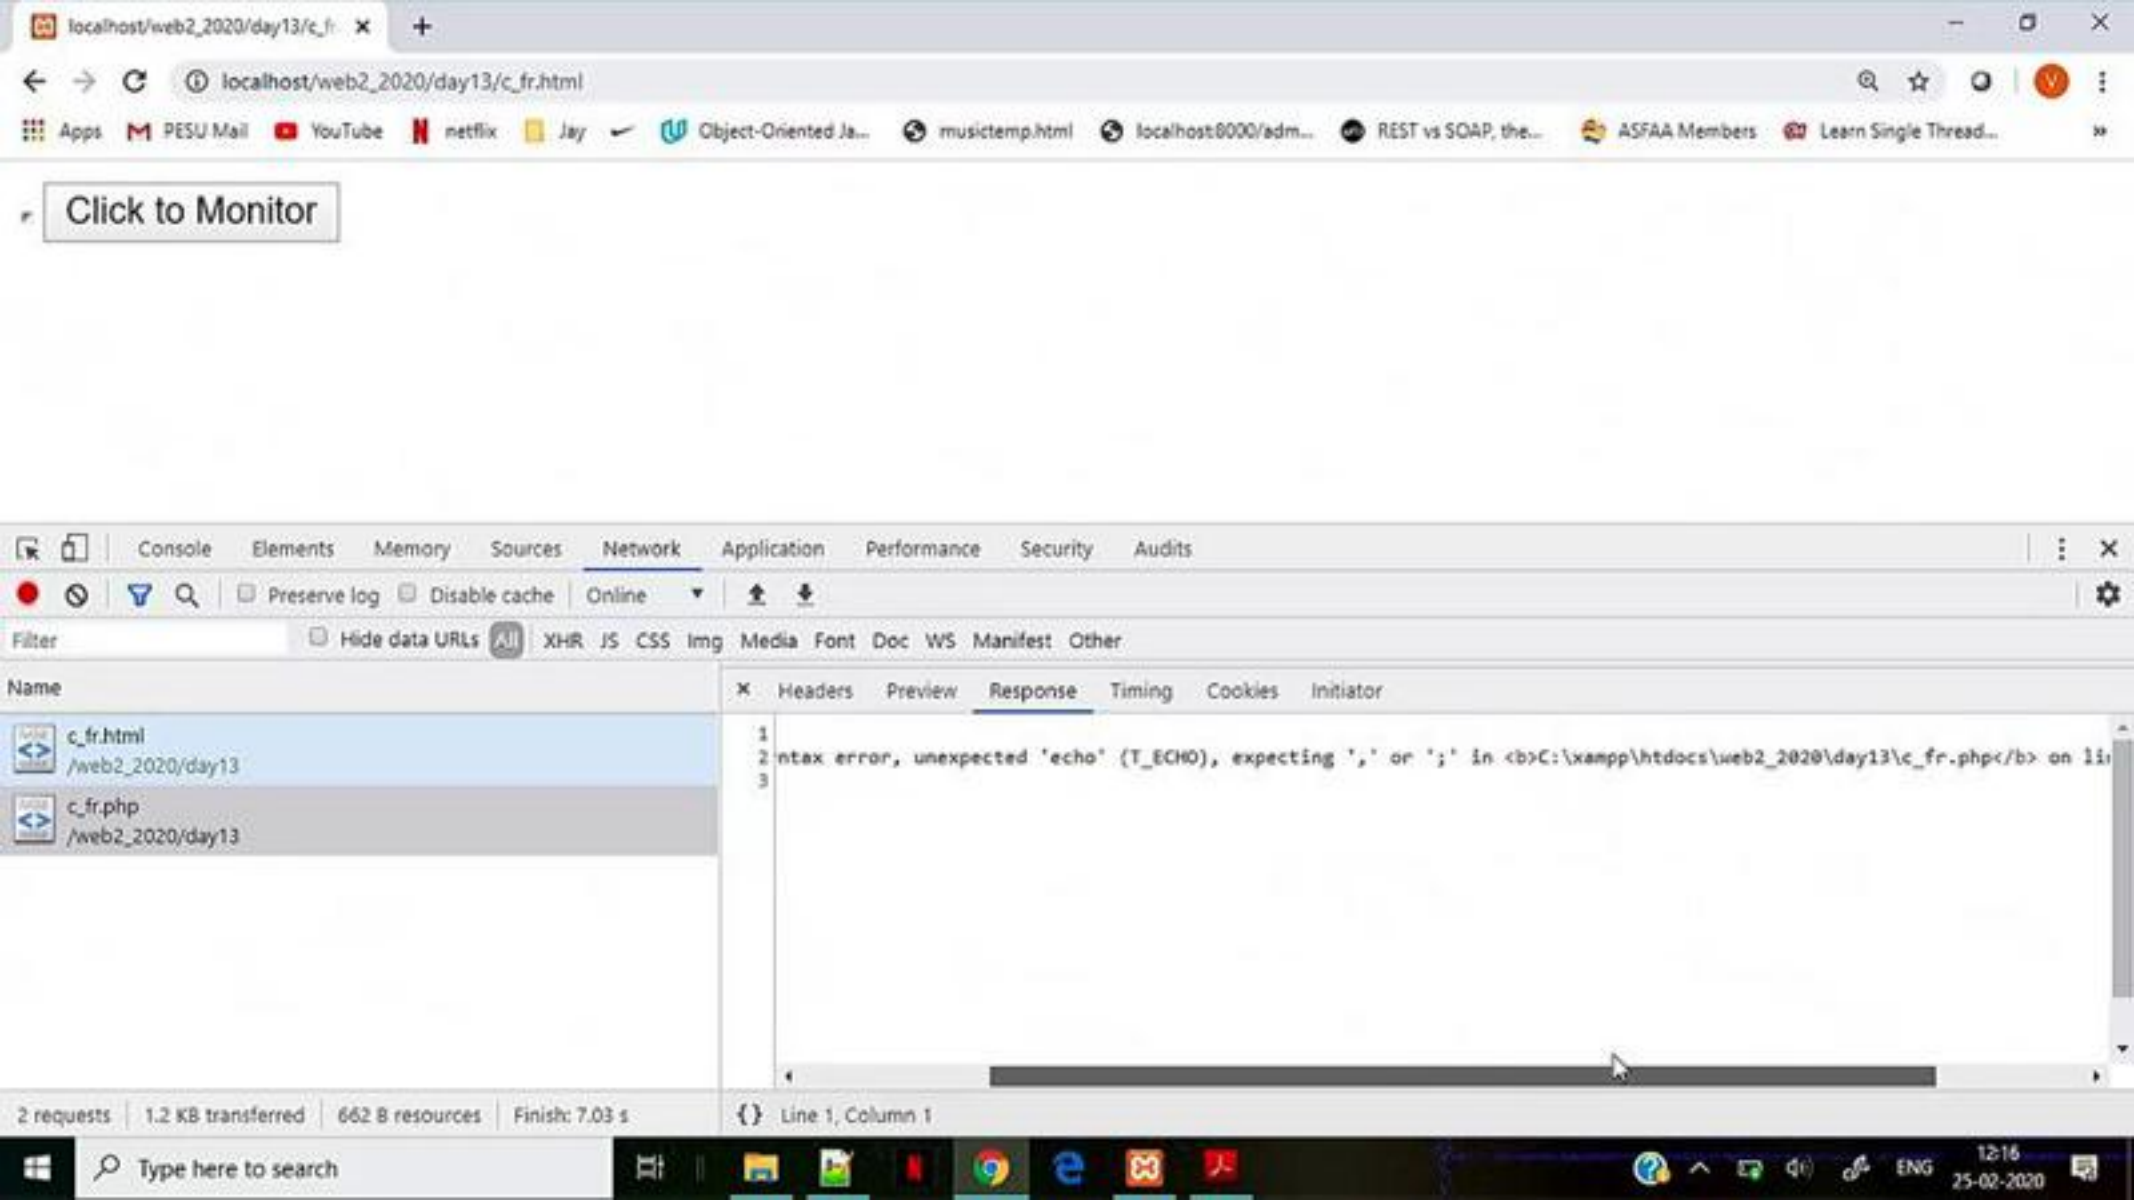 localhost/web2_2020/day13/c_fr
localhost/web2_2020/day13/c_fr.html
V
Apps PESU Mail YouTube netflix Jay Object-Oriented Ja... musictemp.html localhost:8000/adm... REST vs SOAP, the... ASFAA Members Learn Single Thread... »
Click to Monitor
Console Elements Memory Sources Network Application Performance Security Audits
Preserve log Disable cache Online
Filter Hide data URLs All XHR JS CSS Img Media Font Doc WS Manifest Other
Name
Headers Preview Response Timing Cookies Initiator
c_fr.html
/web2_2020/day13
c_fr.php
/web2_2020/day13
1
2 ntax error, unexpected 'echo' (T_ECHO), expecting ',' or ';' in <b>C:\xampp\htdocs\web2_2020\day13\c_fr.php</b> on li
3
2 requests 1.2 KB transferred 662 B resources Finish: 7.03 s {} Line 1, Column 1
Type here to search
ENG
12:16
25-02-2020